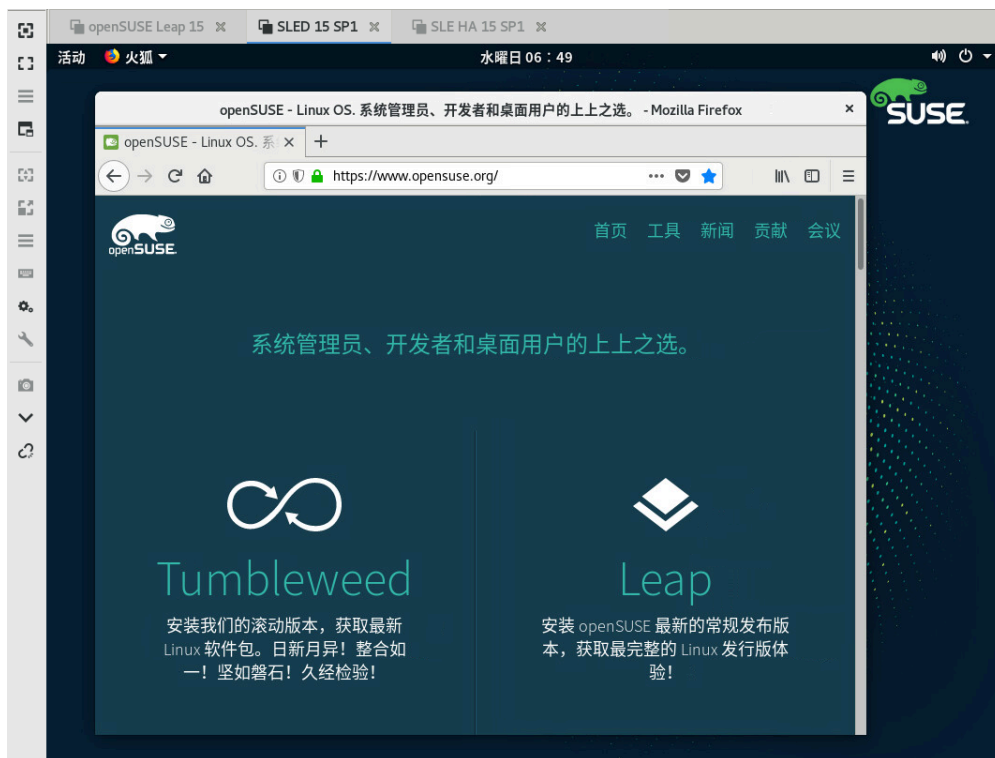 openSUSE Leap 15
SLED 15 SP1
SLE HA 15 SP1
活动
火狐
水曜日 06：49
SUSE.
openSUSE - Linux OS. 系统管理员、开发者和桌面用户的上上之选。 - Mozilla Firefox
openSUSE - Linux OS. 系
https://www.opensuse.org/
openSUSE.
首页 工具 新闻 贡献 会议
系统管理员、开发者和桌面用户的上上之选。
Tumbleweed
安装我们的滚动版本，获取最新
Linux 软件包。日新月异！整合如
一！坚如磐石！久经检验！
Leap
安装 openSUSE 最新的常规发布版
本，获取最完整的 Linux 发行版体
验！